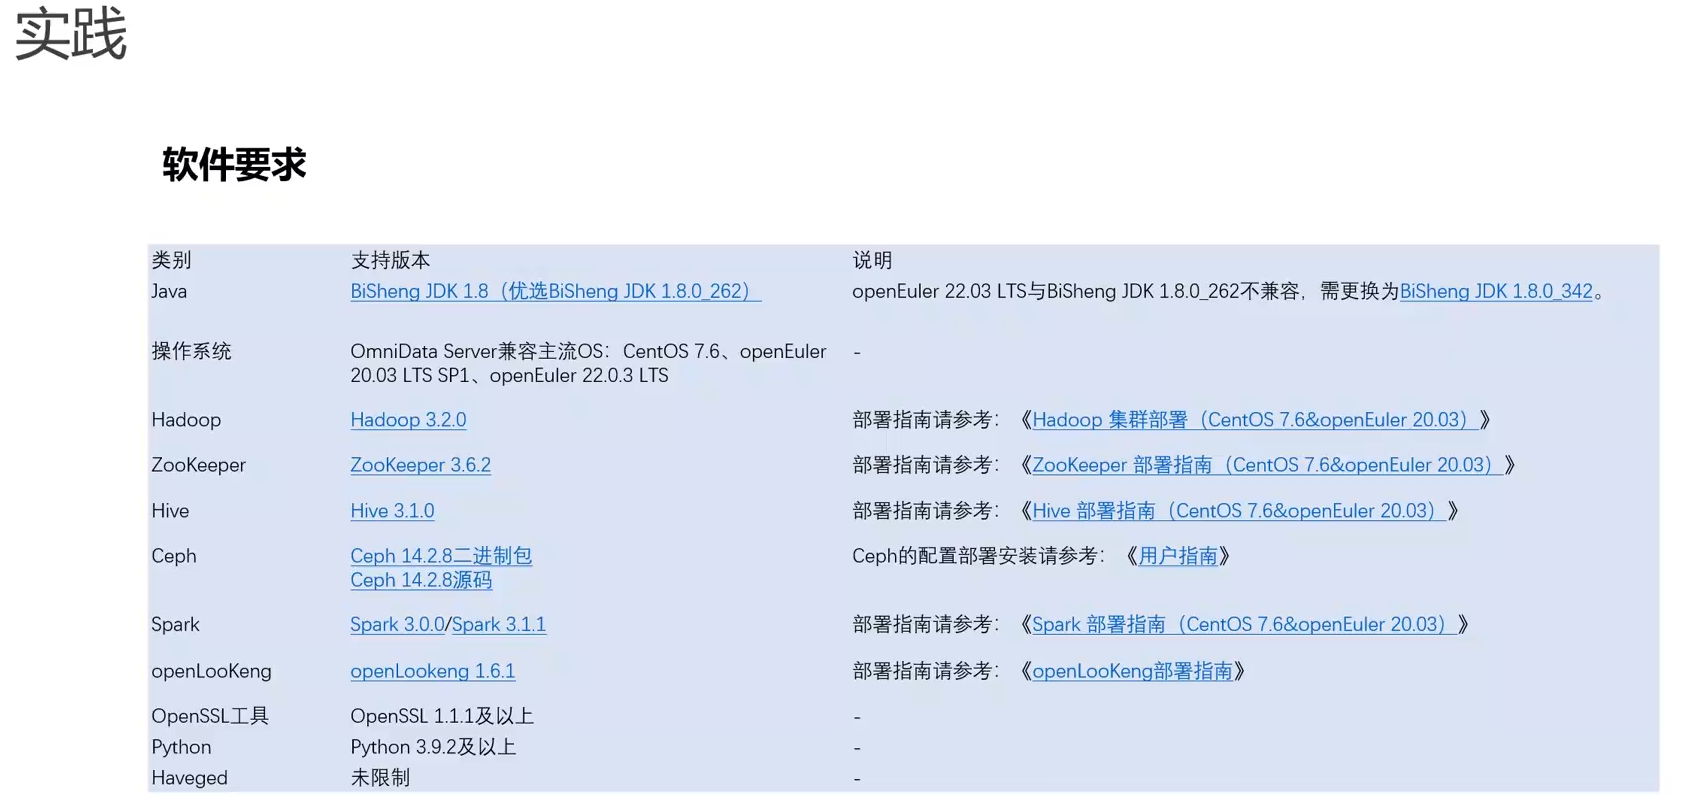 实践
软件要求
类别 支持版本 说明
Java BiSheng JDK 1.8（优选BiSheng JDK 1.8.0_262） openEuler 22.03 LTS与BiSheng JDK 1.8.0_262不兼容，需更换为BiSheng JDK 1.8.0_342。
操作系统 OmniData Server兼容主流OS：CentOS 7.6、openEuler -
20.03 LTS SP1、openEuler 22.0.3 LTS
Hadoop Hadoop 3.2.0 部署指南请参考：《Hadoop 集群部署（CentOS 7.6&openEuler 20.03）》
ZooKeeper ZooKeeper 3.6.2 部署指南请参考：《ZooKeeper 部署指南（CentOS 7.6&openEuler 20.03）》
Hive Hive 3.1.0 部署指南请参考：《Hive 部署指南（CentOS 7.6&openEuler 20.03）》
Ceph Ceph 14.2.8二进制包 Ceph的配置部署安装请参考：《用户指南》
Ceph 14.2.8源码
Spark Spark 3.0.0/Spark 3.1.1 部署指南请参考：《Spark 部署指南（CentOS 7.6&openEuler 20.03）》
openLooKeng openLookeng 1.6.1 部署指南请参考：《openLooKeng部署指南》
OpenSSL工具 OpenSSL 1.1.1及以上 -
Python Python 3.9.2及以上 -
Haveged 未限制 -